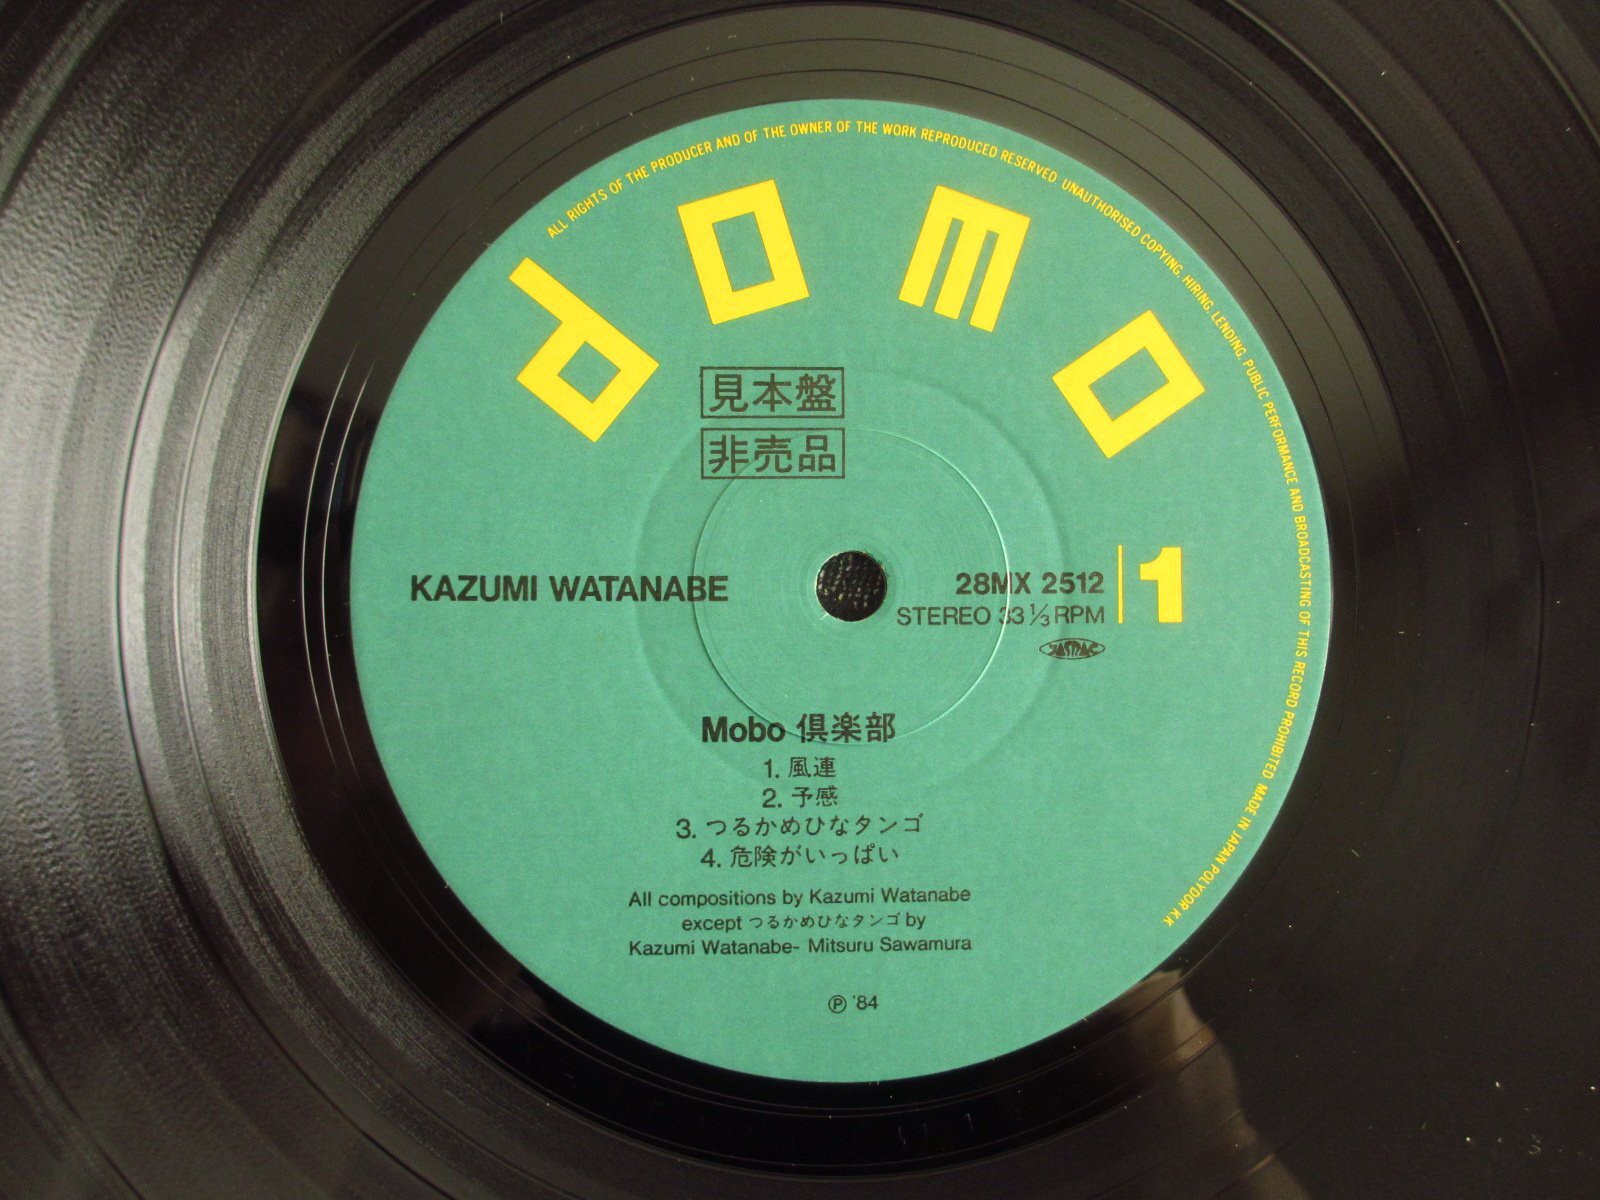 ALL RIGHTS OF THE PRODUCER AND OF THE OWNER OF THE WORK REPRODUCED RESERVED. UNAUTHORISED COPYING, HIRING, LENDING, PUBLIC PERFORMANCE AND BROADCASTING OF THIS RECORD PROHIBITED. MADE IN JAPAN POLYDOR K.K.
domo
見本盤
非売品
KAZUMI WATANABE
28MX 2512
STEREO 33⅓RPM
1
JASRAC
Mobo 倶楽部
1. 風連
2. 予感
3. つるかめひなタンゴ
4. 危険がいっぱい
All compositions by Kazumi Watanabe
except つるかめひなタンゴ by
Kazumi Watanabe- Mitsuru Sawamura
Ⓟ '84